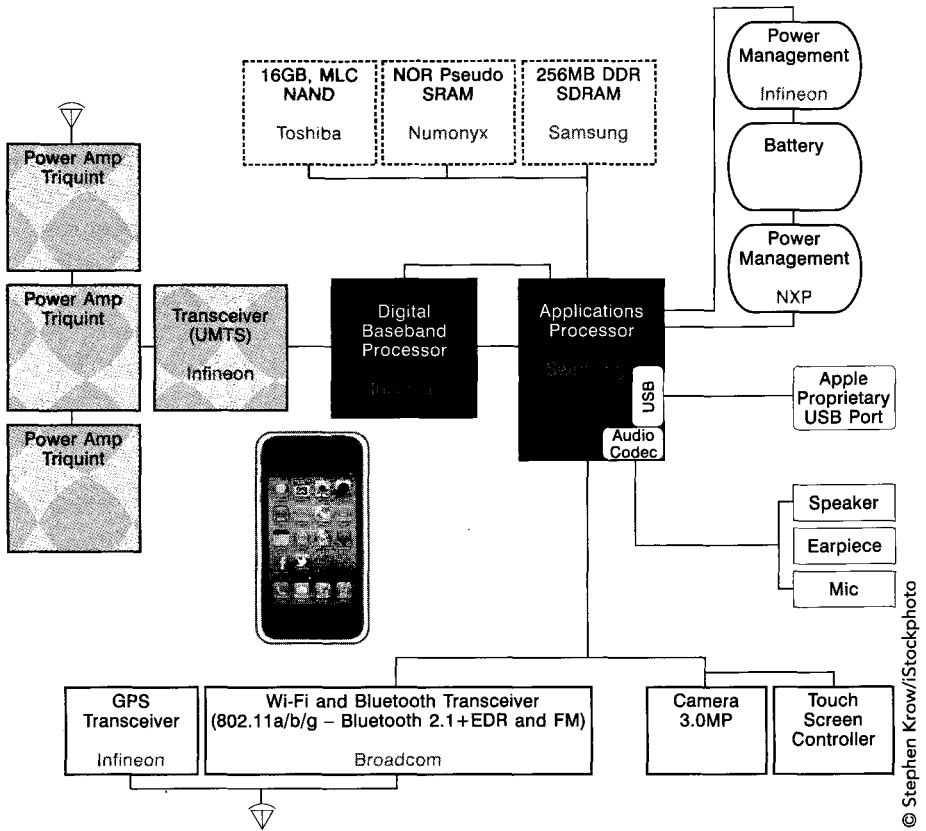 16GB, MLC
NAND
Toshiba
NOR Pseudo
SRAM
Numonyx
256MB DDR
SDRAM
Samsung
Power
Management
Infineon
Battery
Power
Management
NXP
Power Amp
Triquint
Power Amp
Triquint
Transceiver
(UMTS)
Infineon
Digital
Baseband
Processor
Applications
Processor
USB
Audio
Codec
Apple
Proprietary
USB Port
Power Amp
Triquint
Speaker
Earpiece
Mic
GPS
Transceiver
Infineon
Wi-Fi and Bluetooth Transceiver
(802.11a/b/g – Bluetooth 2.1+EDR and FM)
Broadcom
Camera
3.0MP
Touch
Screen
Controller
© Stephen Krow/iStockphoto